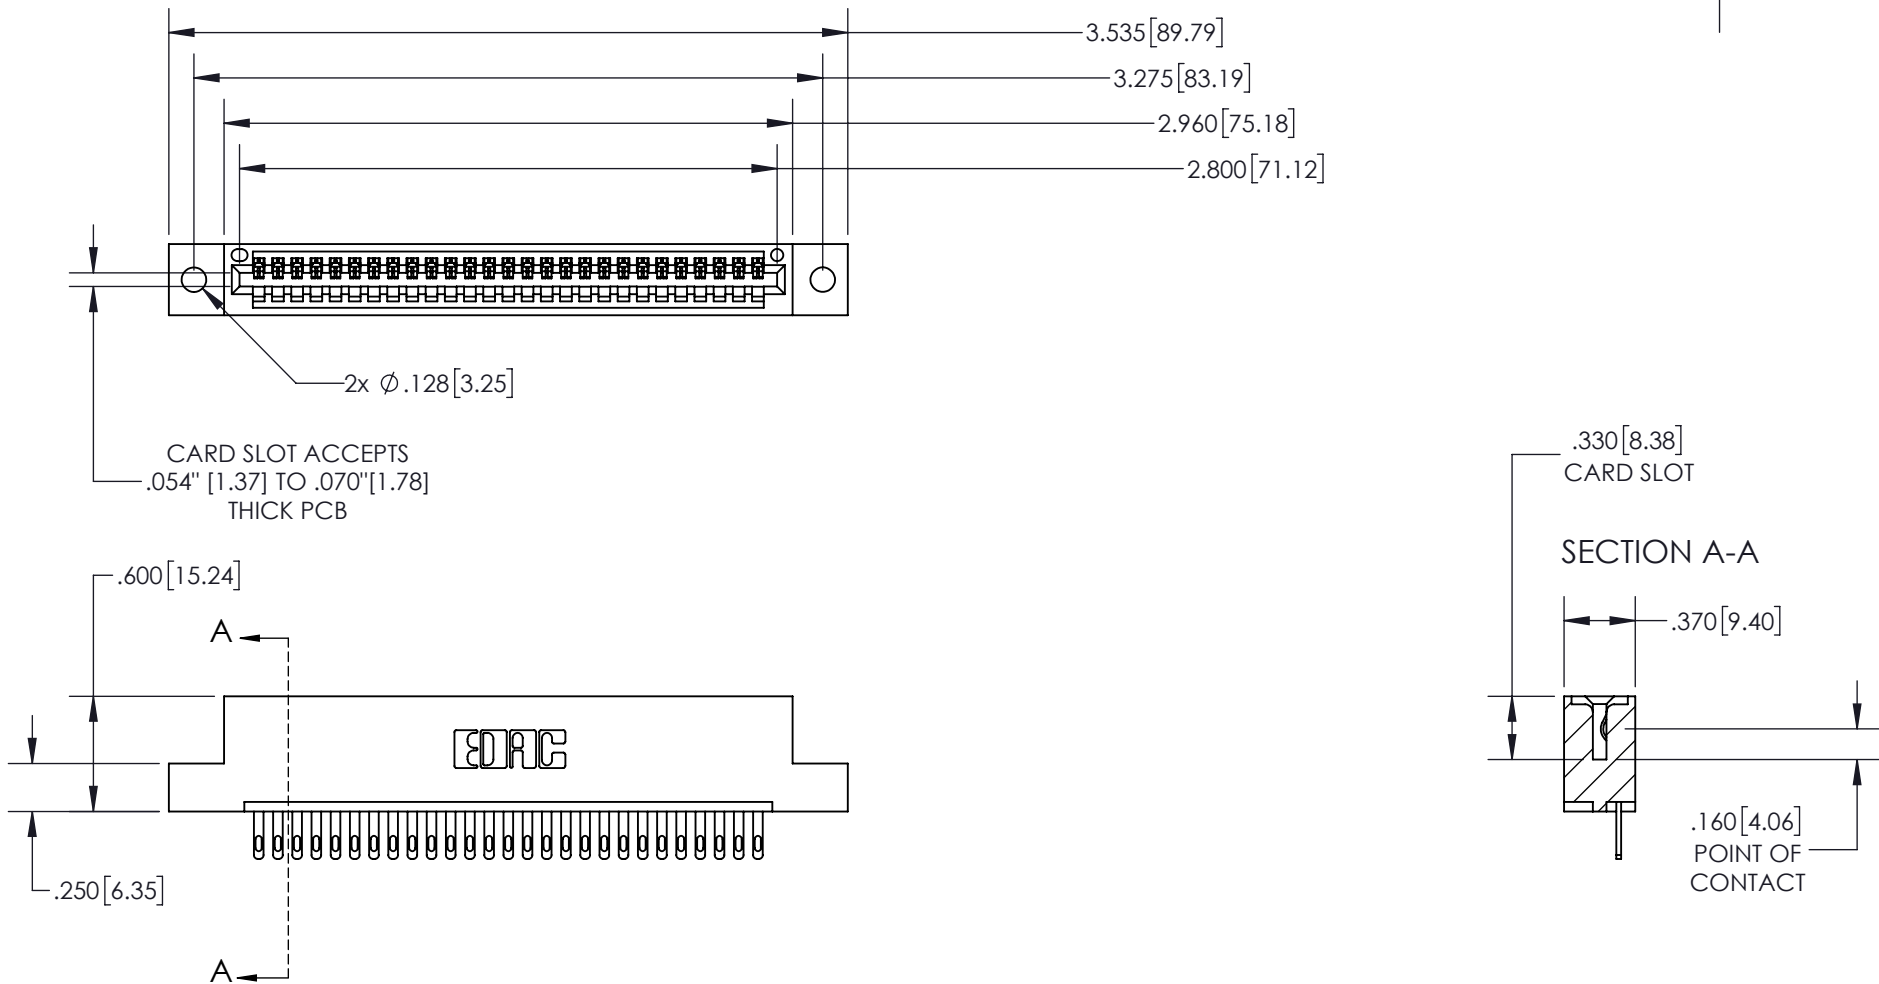 3.535[89.79]
3.275[83.19]
2.960[75.18]
2.800[71.12]
2x ∅.128[3.25]
CARD SLOT ACCEPTS
.054" [1.37] TO .070"[1.78]
THICK PCB
.330[8.38]
CARD SLOT
SECTION A-A
.600[15.24]
.370[9.40]
A
EDAC
.160[4.06]
POINT OF
CONTACT
.250[6.35]
A